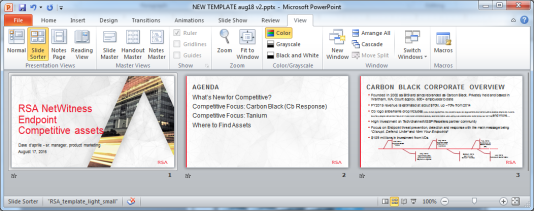 NEW TEMPLATE aug18 v2.pptx - Microsoft PowerPoint
File Home Insert Design Transitions Animations Slide Show Review View
Normal Slide Sorter Notes Page Reading View
Presentation Views
Slide Master Handout Master Notes Master
Master Views
Ruler
Gridlines
Guides
Show
Zoom Fit to Window
Zoom
Color
Grayscale
Black and White
Color/Grayscale
New Window
Arrange All
Cascade
Move Split
Window
Switch Windows
Macros
Macros
RSA NetWitness
Endpoint
Competitive assets
August 17, 2016
RSA
1
AGENDA
What's New for Competitive?
Competitive Focus: Carbon Black (Cb Response)
Competitive Focus: Tanium
Where to Find Assets
RSA
2
CARBON BLACK CORPORATE OVERVIEW
RSA
3
Slide Sorter "RSA_template_light_small" 100%